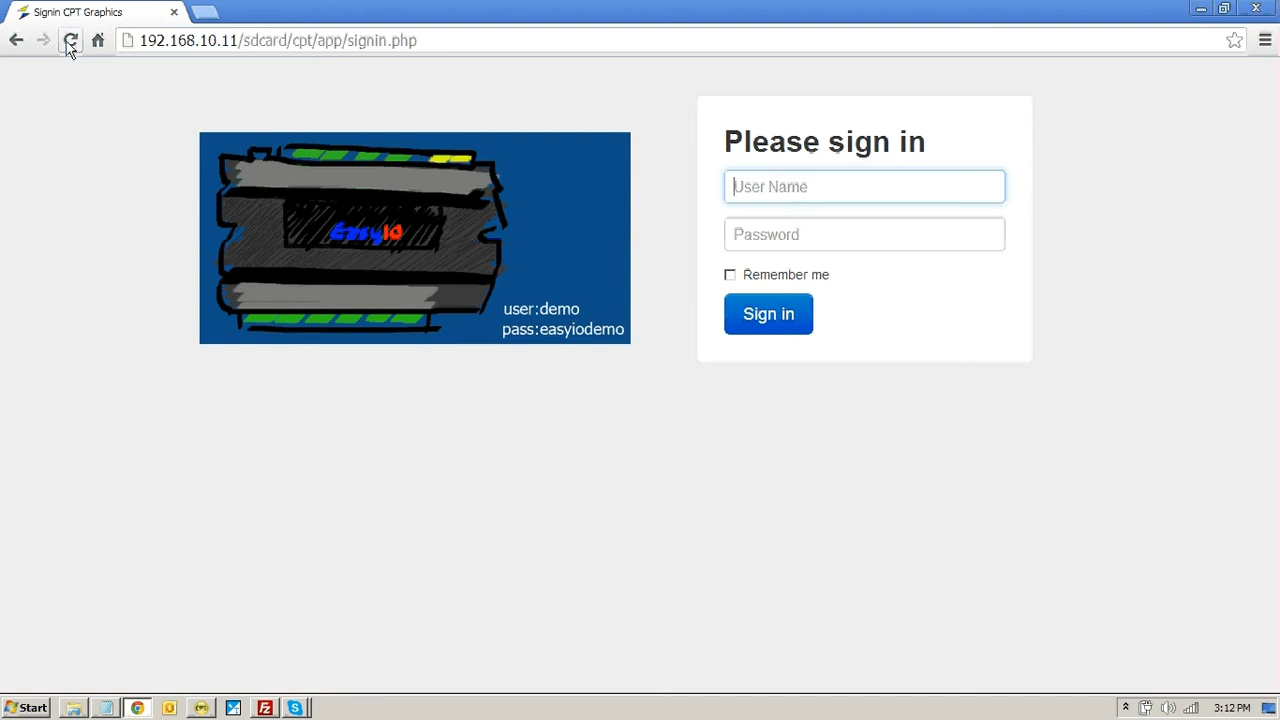 Signin CPT Graphics
192.168.10.11/sdcard/cpt/app/signin.php
Please sign in
User Name
Password
Remember me
Sign in
EasyIO
user:demo
pass:easyiodemo
Start
3:12 PM